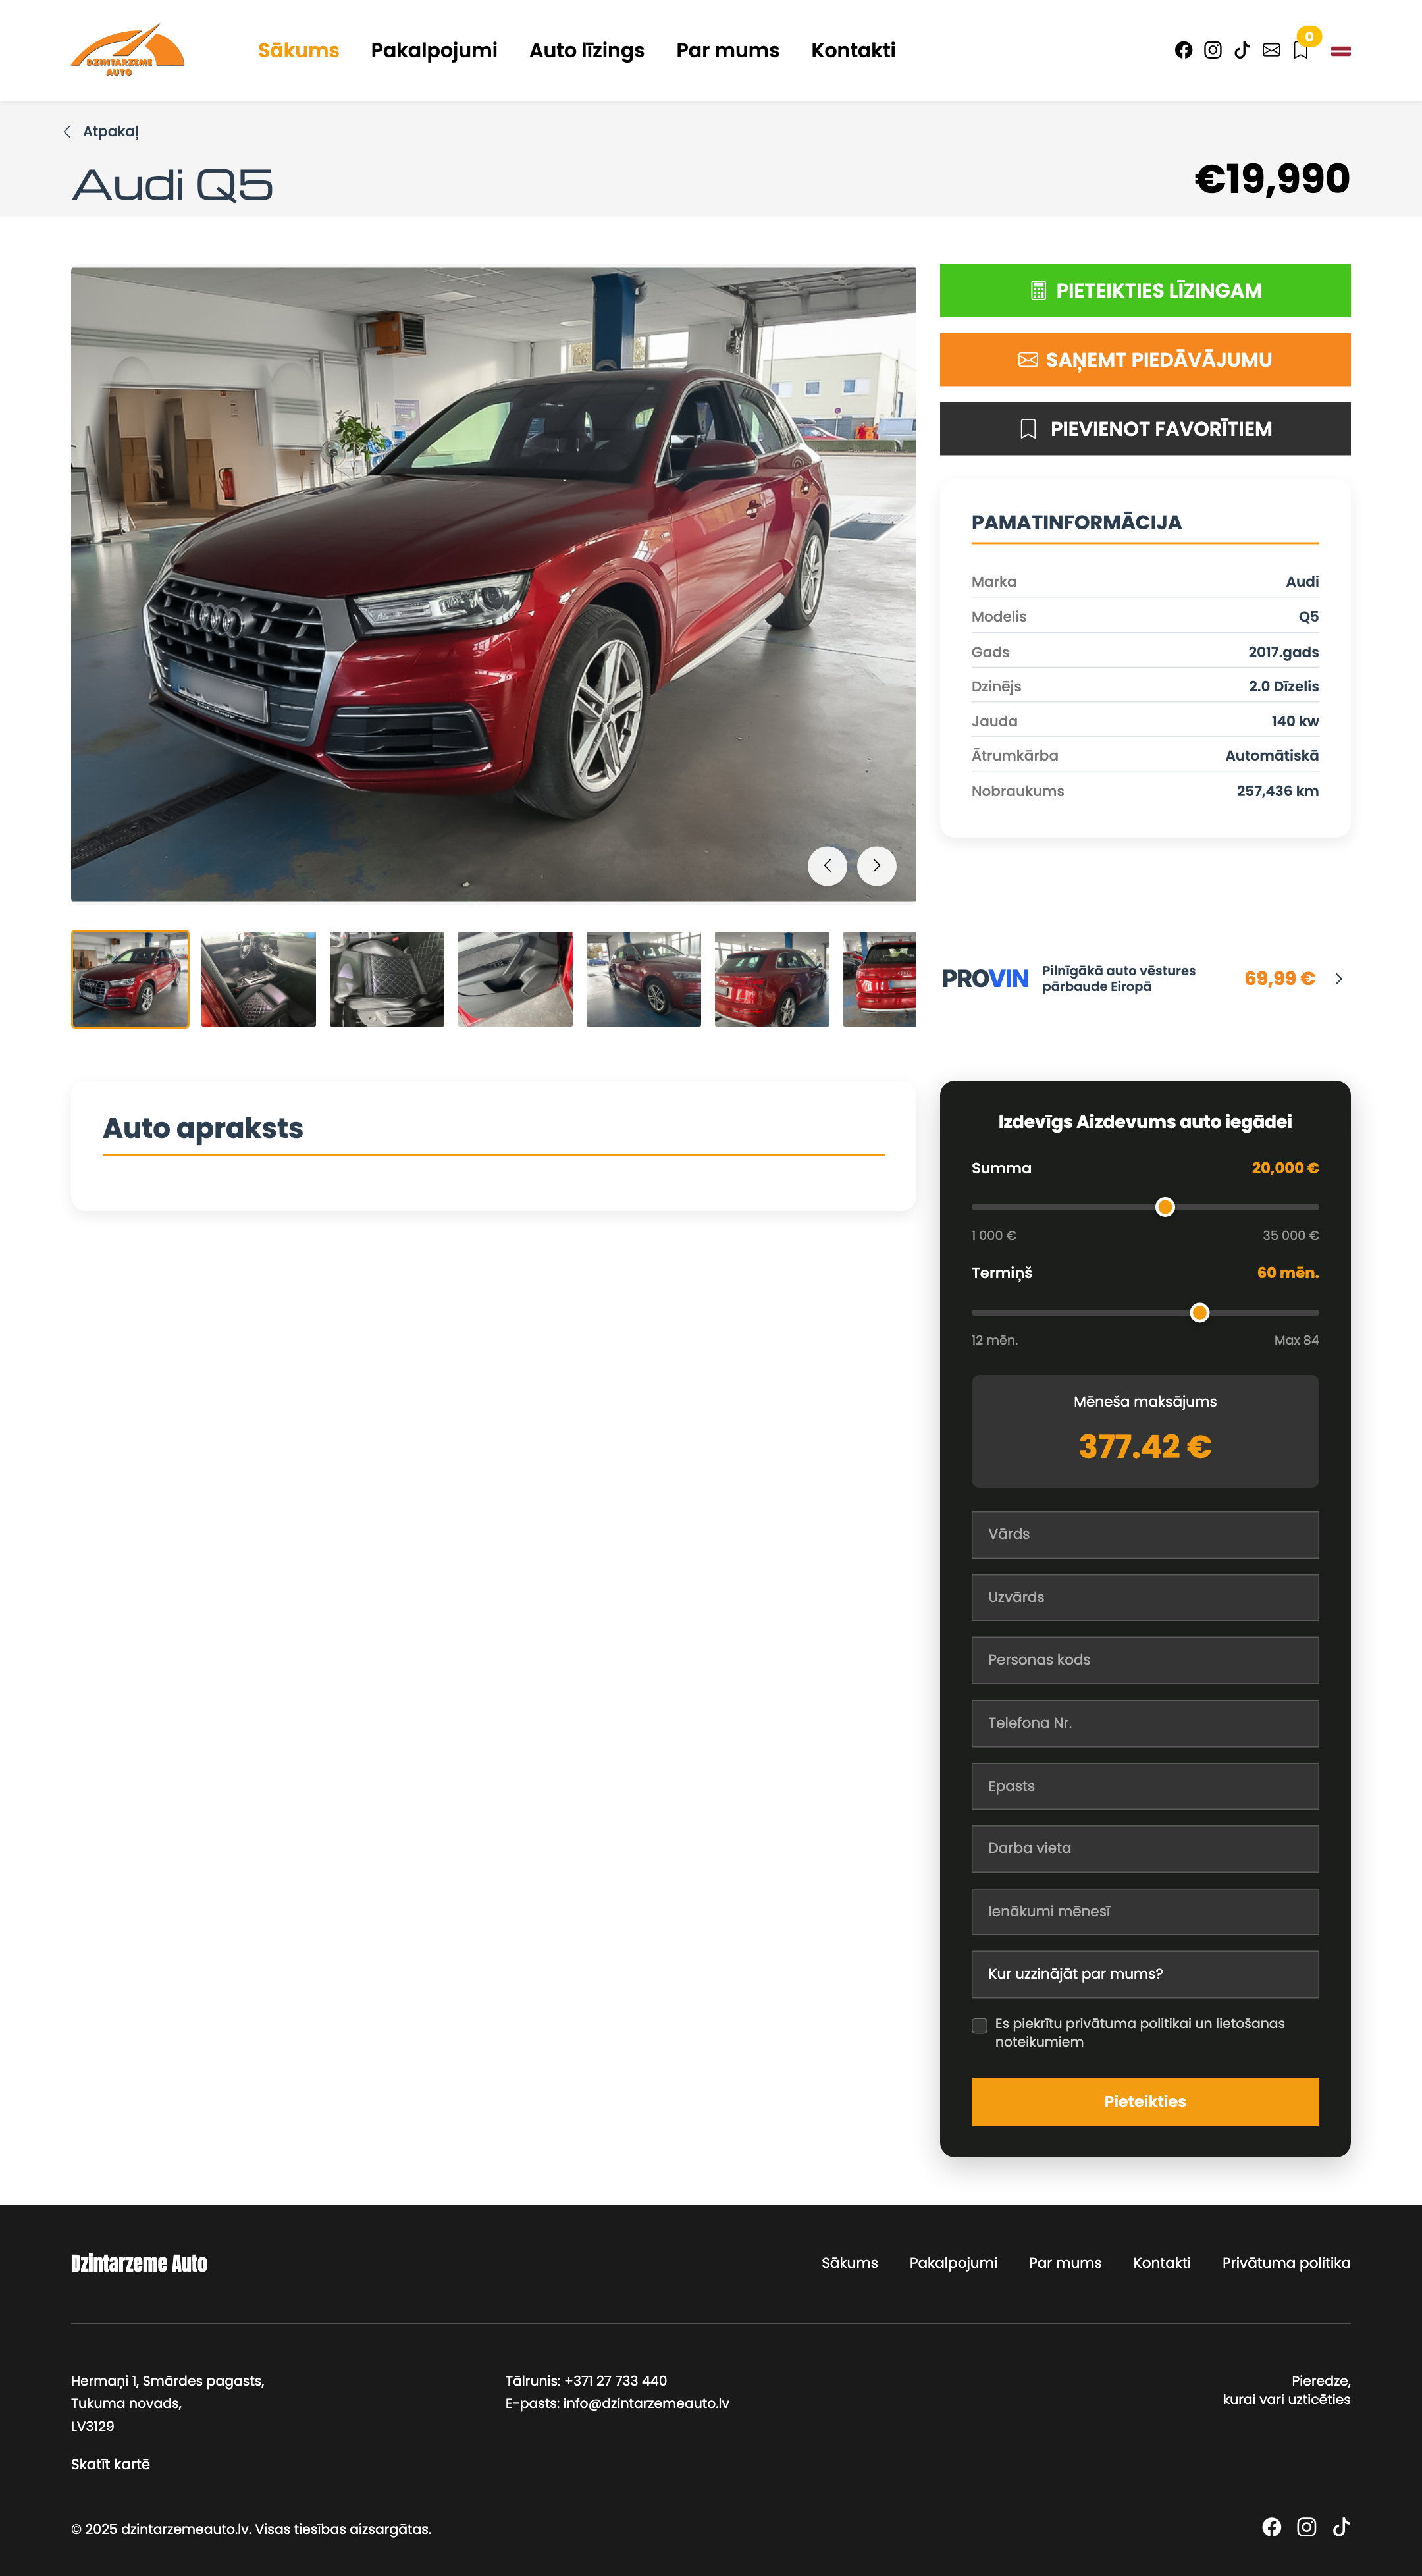 DZINTARZEME
AUTO
Sākums
Pakalpojumi
Auto līzings
Par mums
Kontakti
0
Atpakaļ
Audi Q5
€19,990
PIETEIKTIES LĪZINGAM
SAŅEMT PIEDĀVĀJUMU
PIEVIENOT FAVORĪTIEM
PAMATINFORMĀCIJA
Marka Audi
Modelis Q5
Gads 2017.gads
Dzinējs 2.0 Dīzelis
Jauda 140 kw
Ātrumkārba Automātiskā
Nobraukums 257,436 km
PROVIN
Pilnīgākā auto vēstures
pārbaude Eiropā
69,99 €
Auto apraksts
Izdevīgs Aizdevums auto iegādei
Summa 20,000 €
1 000 € 35 000 €
Termiņš 60 mēn.
12 mēn. Max 84
Mēneša maksājums
377.42 €
Vārds
Uzvārds
Personas kods
Telefona Nr.
Epasts
Darba vieta
Ienākumi mēnesī
Kur uzzinājāt par mums?
Es piekrītu privātuma politikai un lietošanas
noteikumiem
Pieteikties
Dzintarzeme Auto
Sākums
Pakalpojumi
Par mums
Kontakti
Privātuma politika
Hermaņi 1, Smārdes pagasts,
Tukuma novads,
LV3129
Skatīt kartē
Tālrunis: +371 27 733 440
E-pasts: info@dzintarzemeauto.lv
Pieredze,
kurai vari uzticēties
© 2025 dzintarzemeauto.lv. Visas tiesības aizsargātas.